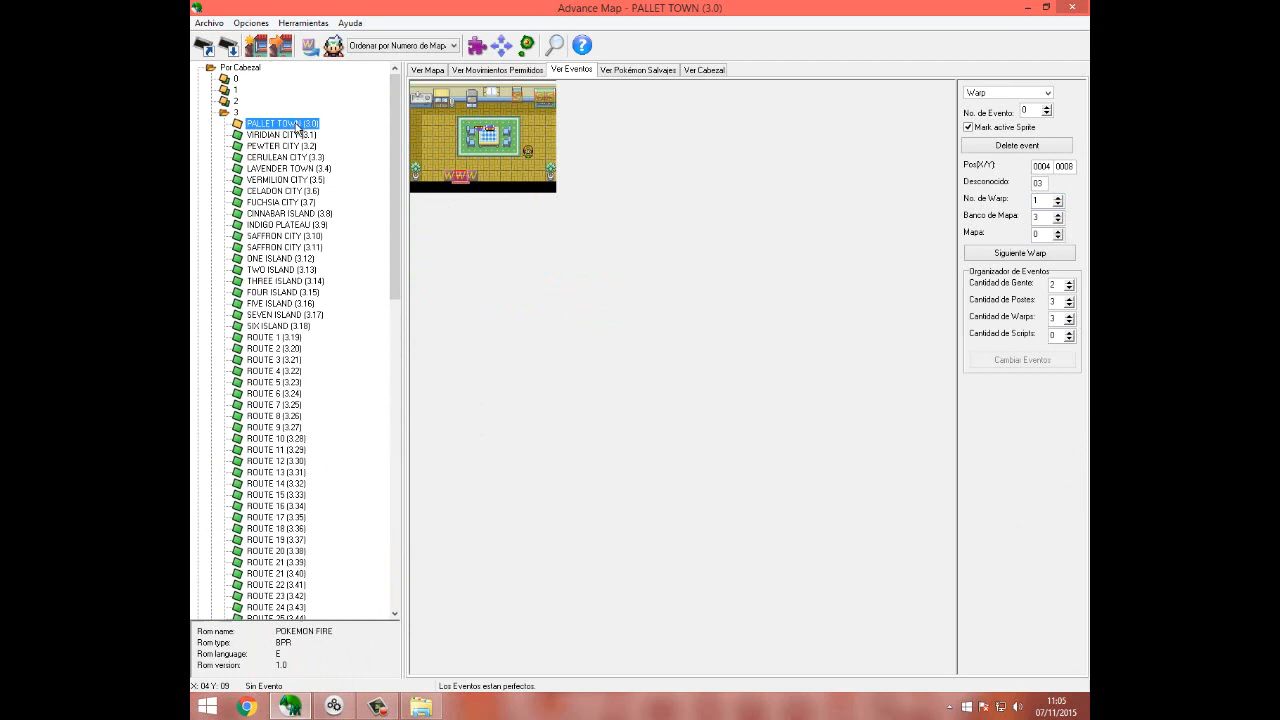 Advance Map - PALLET TOWN (3.0)
Archivo Opciones Herramientas Ayuda
Ordenar por Numero de Map
Ver Mapa Ver Movimientos Permitidos Ver Eventos Ver Pokémon Salvajes Ver Cabezal
Por Cabezal
0
1
2
3
PALLET TOWN (3.0)
VIRIDIAN CITY (3.1)
PEWTER CITY (3.2)
CERULEAN CITY (3.3)
LAVENDER TOWN (3.4)
VERMILION CITY (3.5)
CELADON CITY (3.6)
FUCHSIA CITY (3.7)
CINNABAR ISLAND (3.8)
INDIGO PLATEAU (3.9)
SAFFRON CITY (3.10)
SAFFRON CITY (3.11)
ONE ISLAND (3.12)
TWO ISLAND (3.13)
THREE ISLAND (3.14)
FOUR ISLAND (3.15)
FIVE ISLAND (3.16)
SEVEN ISLAND (3.17)
SIX ISLAND (3.18)
ROUTE 1 (3.19)
ROUTE 2 (3.20)
ROUTE 3 (3.21)
ROUTE 4 (3.22)
ROUTE 5 (3.23)
ROUTE 6 (3.24)
ROUTE 7 (3.25)
ROUTE 8 (3.26)
ROUTE 9 (3.27)
ROUTE 10 (3.28)
ROUTE 11 (3.29)
ROUTE 12 (3.30)
ROUTE 13 (3.31)
ROUTE 14 (3.32)
ROUTE 15 (3.33)
ROUTE 16 (3.34)
ROUTE 17 (3.35)
ROUTE 18 (3.36)
ROUTE 19 (3.37)
ROUTE 20 (3.38)
ROUTE 21 (3.39)
ROUTE 21 (3.40)
ROUTE 22 (3.41)
ROUTE 23 (3.42)
ROUTE 24 (3.43)
ROUTE 25 (3.44)
W W W
Warp
No. de Evento: 0
Mark active Sprite
Delete event
Pos(X/Y): 0004 0008
Desconocido: 03
No. de Warp: 1
Banco de Mapa: 3
Mapa: 0
Siguiente Warp
Organizador de Eventos
Cantidad de Gente: 2
Cantidad de Postes: 3
Cantidad de Warps: 3
Cantidad de Scripts: 0
Cambiar Eventos
Rom name: POKEMON FIRE
Rom type: BPR
Rom language: E
Rom version: 1.0
X: 04 Y: 09 Sin Evento Los Eventos estan perfectos.
11:05
07/11/2015